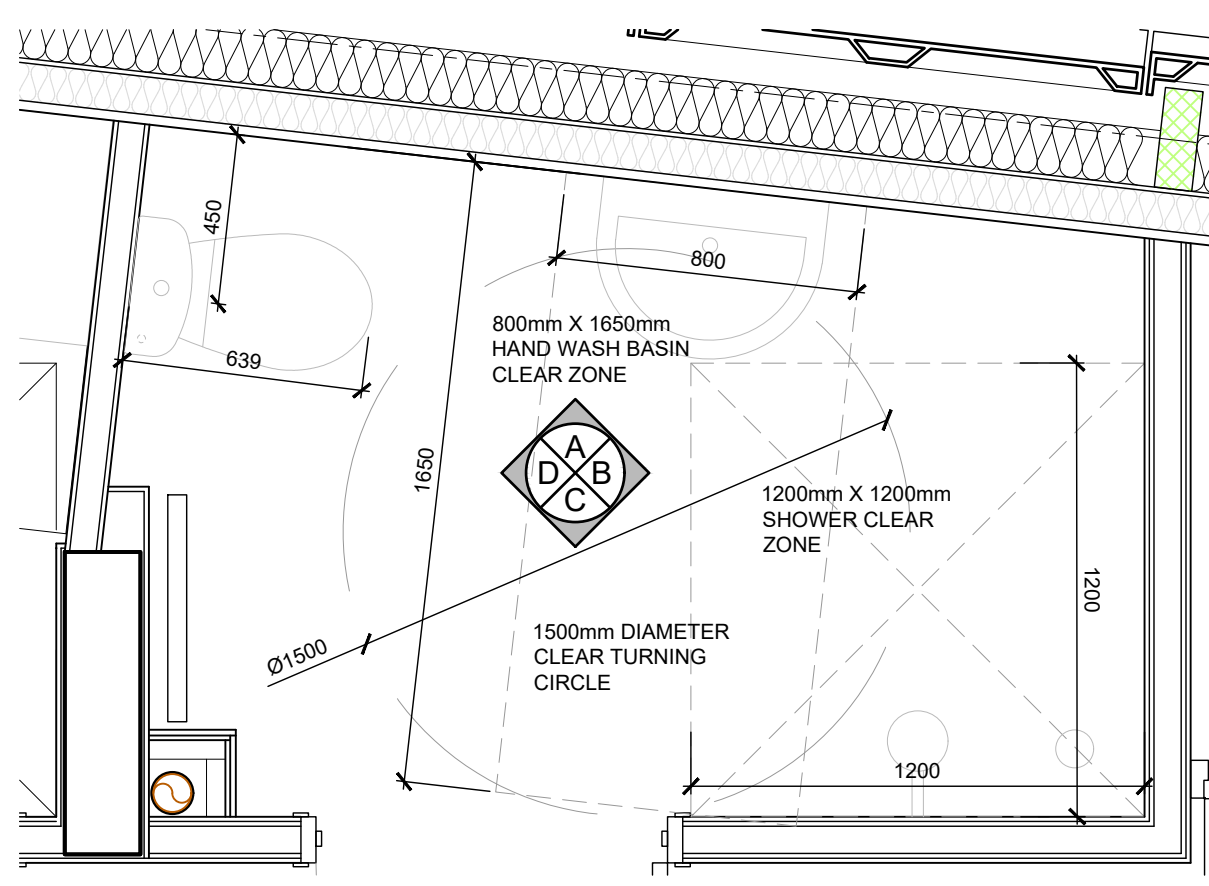 450
800
639
800mm X 1650mm
HAND WASH BASIN
CLEAR ZONE
1650
A
D B
C
1200mm X 1200mm
SHOWER CLEAR
ZONE
1200
1500mm DIAMETER
CLEAR TURNING
CIRCLE
Ø1500
1200